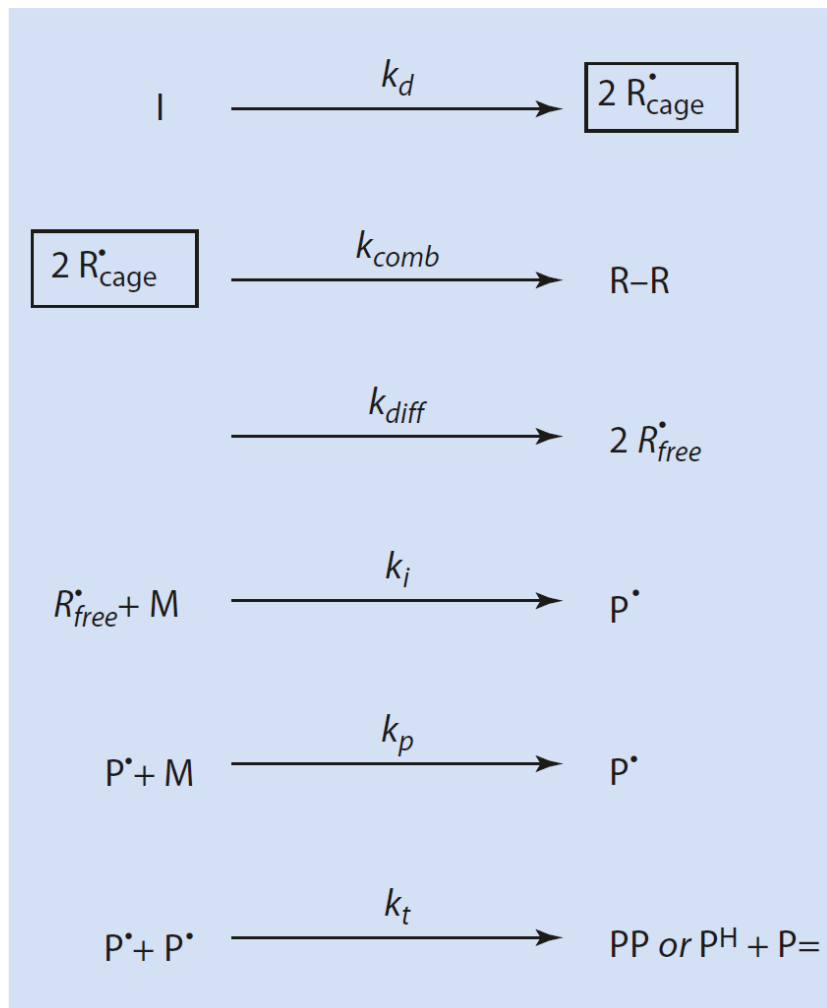 I k_d 2 R•cage
2 R•cage k_comb R–R
k_diff 2 R•free
R•free + M k_i P•
P• + M k_p P•
P• + P• k_t PP or P^H + P=